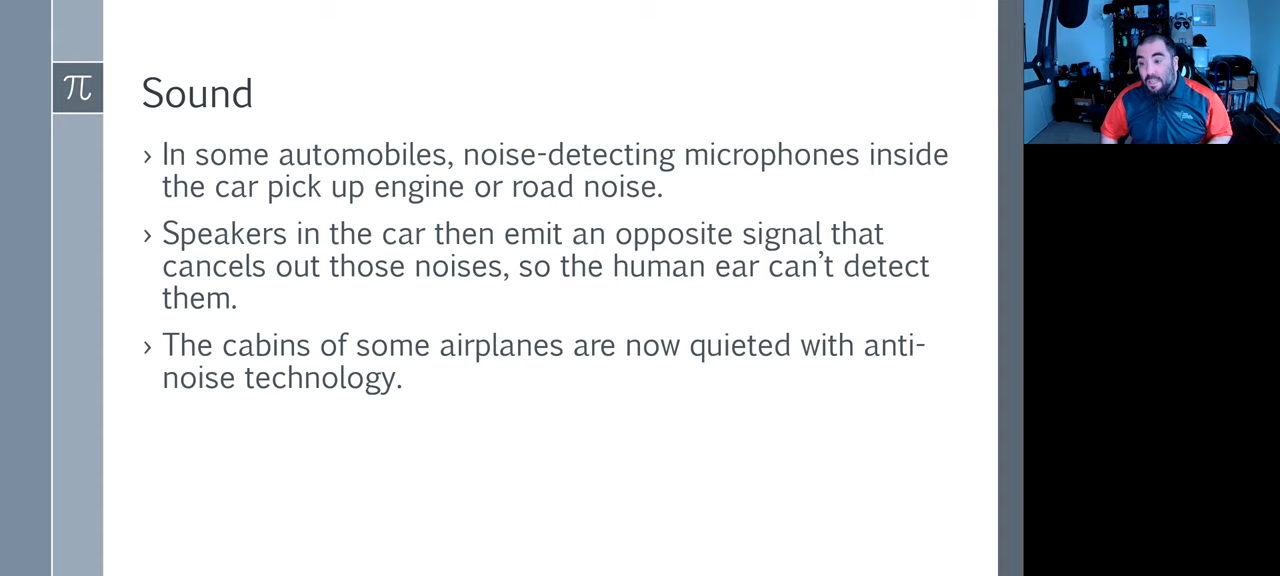 π
Sound
› In some automobiles, noise-detecting microphones inside
the car pick up engine or road noise.
› Speakers in the car then emit an opposite signal that
cancels out those noises, so the human ear can’t detect
them.
› The cabins of some airplanes are now quieted with anti-
noise technology.